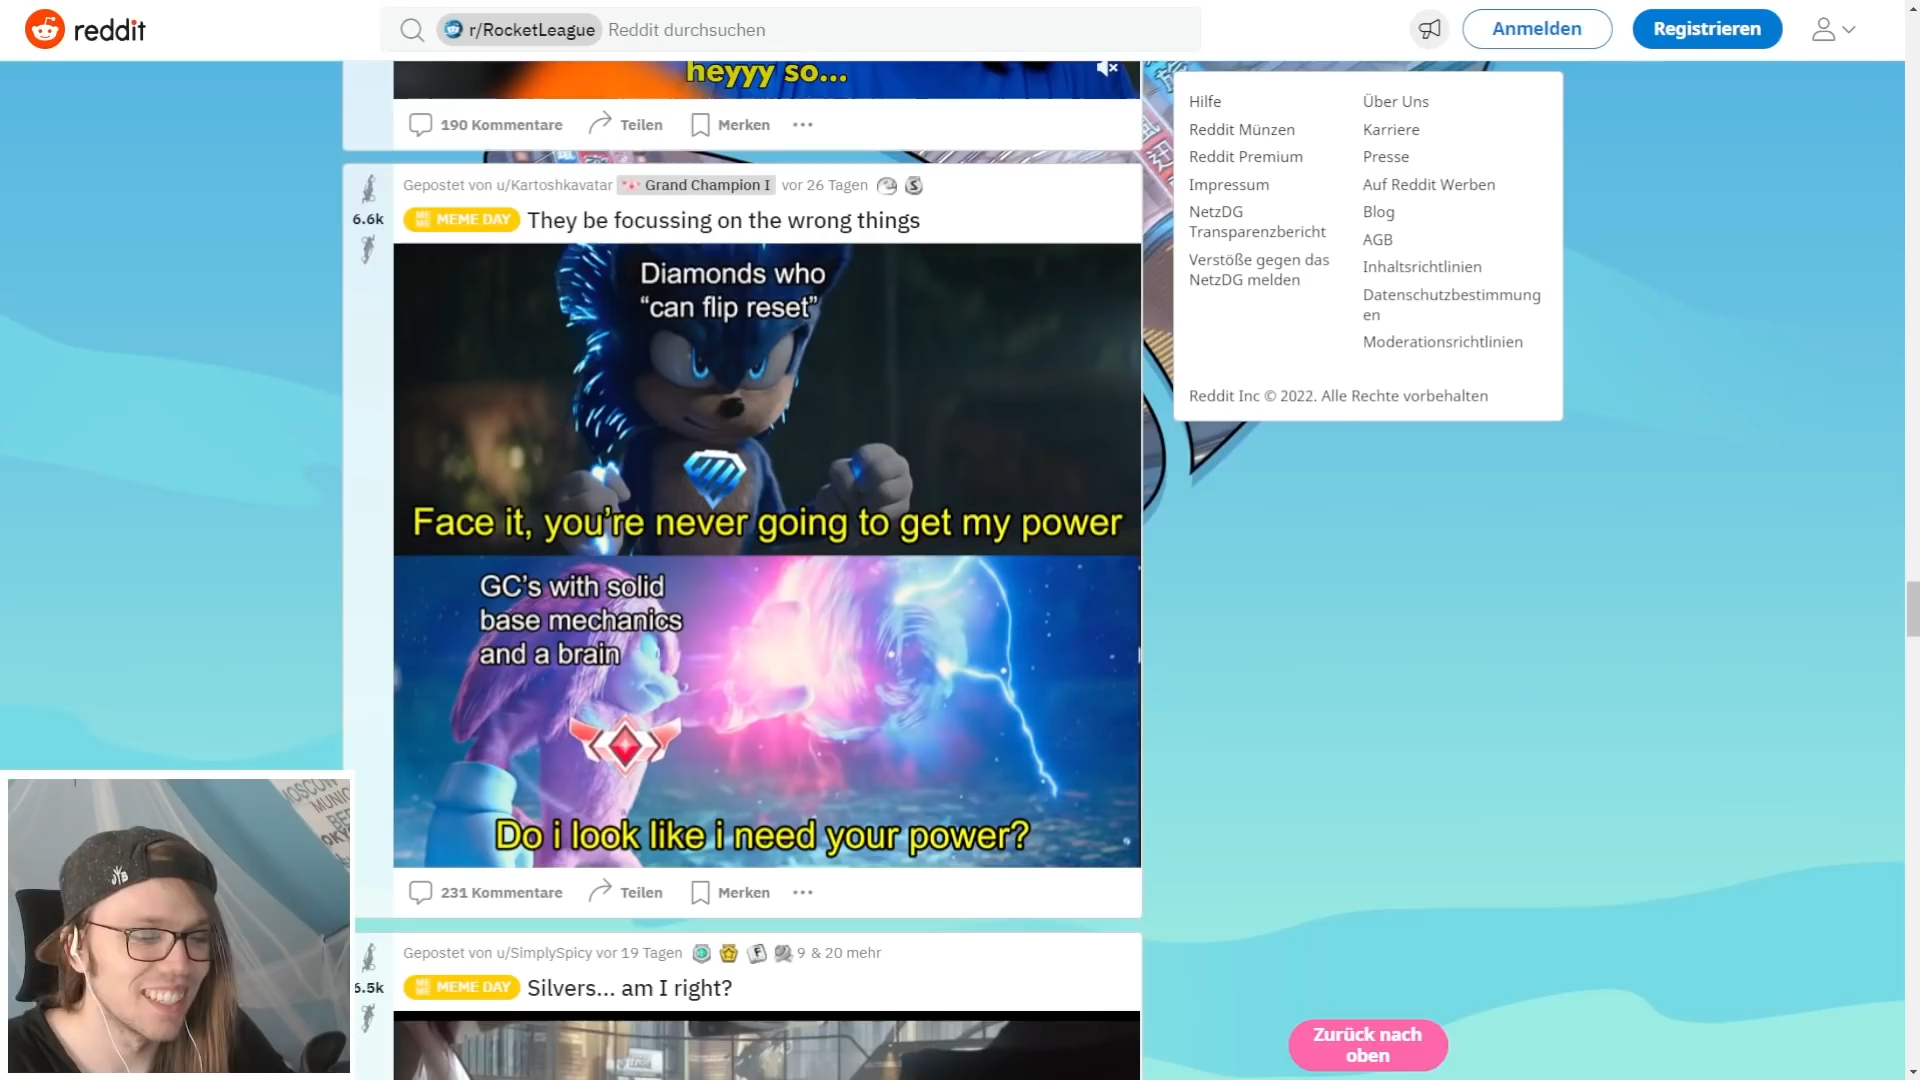 reddit
r/RocketLeague Reddit durchsuchen
Anmelden
Registrieren
heyyy so...
190 Kommentare Teilen Merken
Gepostet von u/Kartoshkavatar Grand Champion I vor 26 Tagen
6.6k
MEME DAY They be focussing on the wrong things
Diamonds who
“can flip reset”
Face it, you're never going to get my power
GC's with solid
base mechanics
and a brain
Do i look like i need your power?
231 Kommentare Teilen Merken
Gepostet von u/SimplySpicy vor 19 Tagen 9 & 20 mehr
6.5k
MEME DAY Silvers... am I right?
Hilfe
Reddit Münzen
Reddit Premium
Impressum
NetzDG
Transparenzbericht
Verstöße gegen das
NetzDG melden
Über Uns
Karriere
Presse
Auf Reddit Werben
Blog
AGB
Inhaltsrichtlinien
Datenschutzbestimmung
en
Moderationsrichtlinien
Reddit Inc © 2022. Alle Rechte vorbehalten
MOSCOW
MUNIC
BE
OKY
JYB
Zurück nach
oben